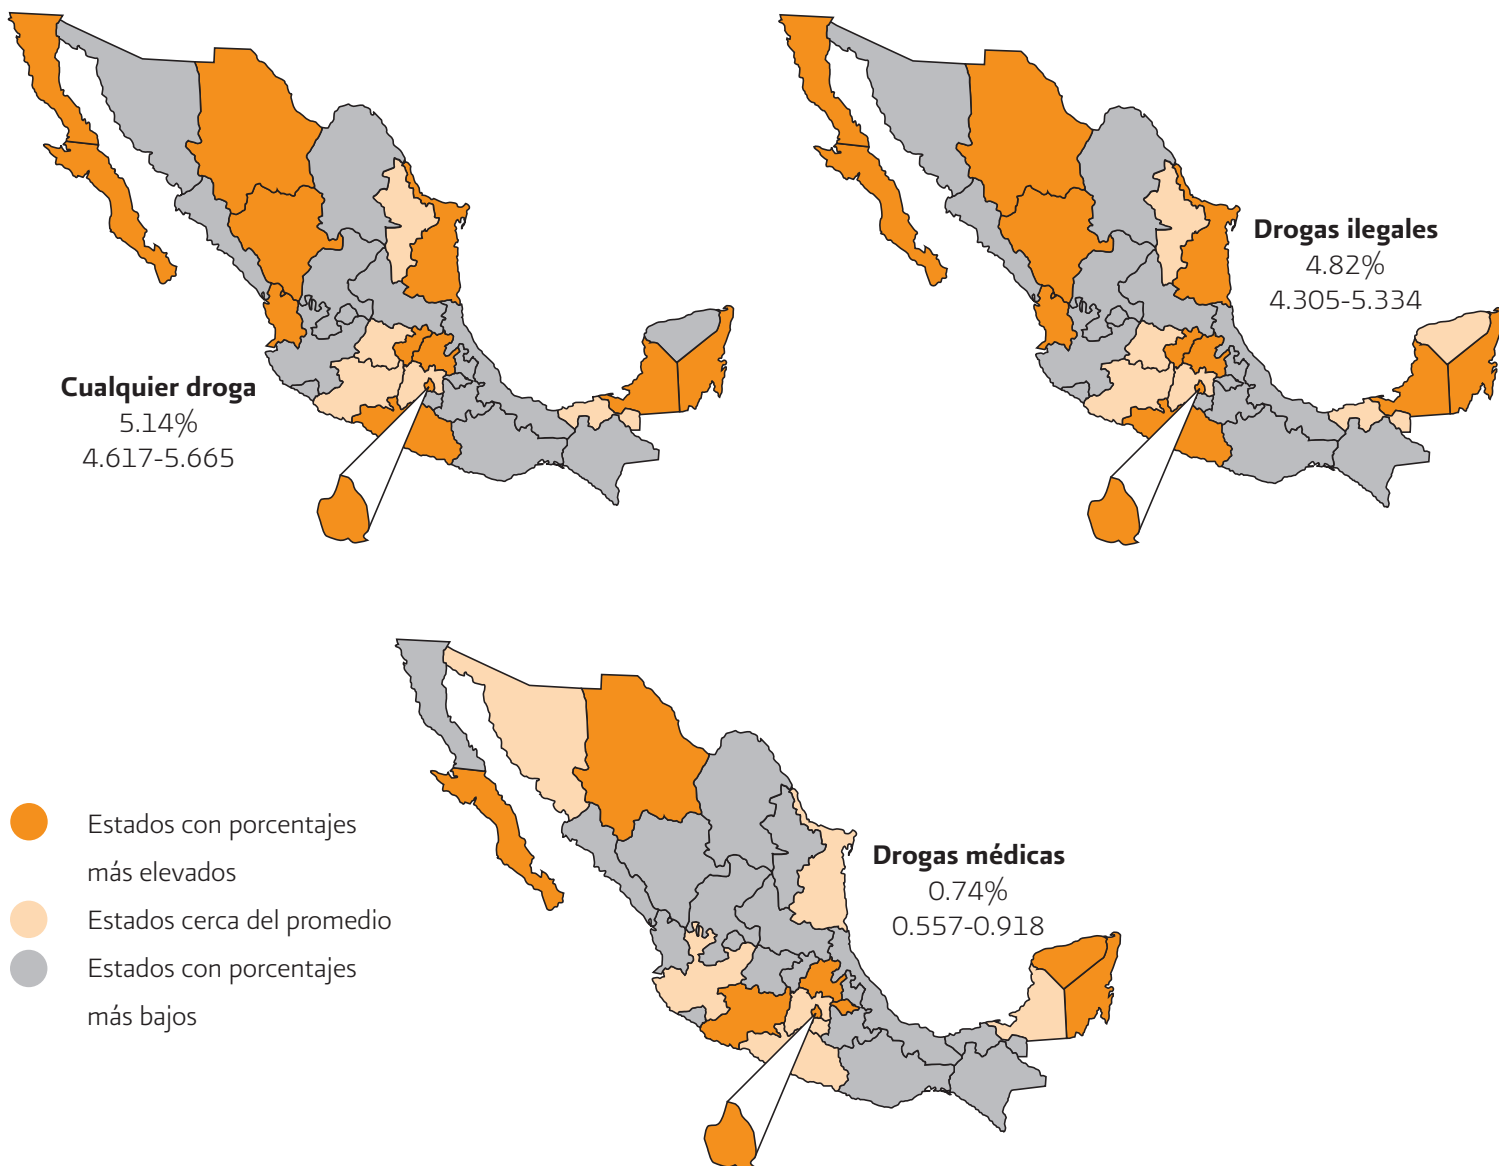 Cualquier droga
5.14%
4.617-5.665
Drogas ilegales
4.82%
4.305-5.334
Drogas médicas
0.74%
0.557-0.918
Estados con porcentajes
más elevados
Estados cerca del promedio
Estados con porcentajes
más bajos